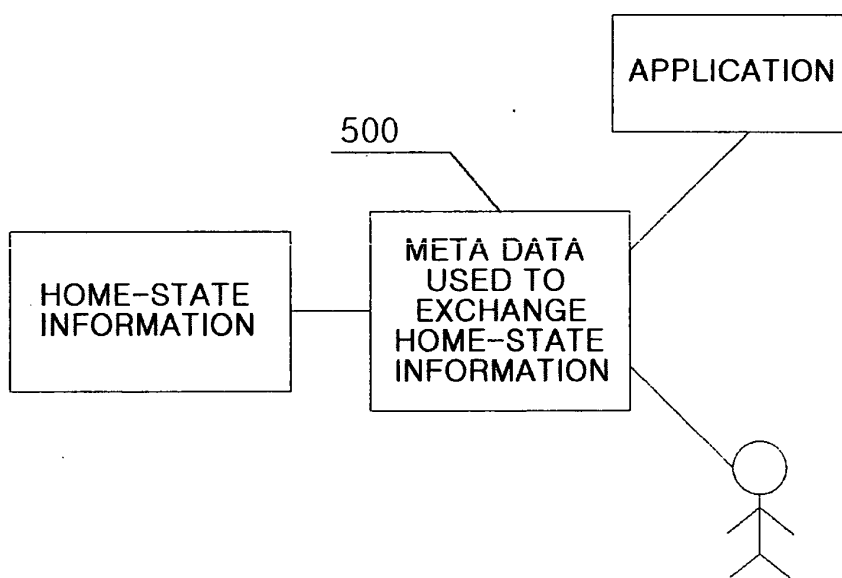 APPLICATION
500
HOME-STATE
INFORMATION
META DATA
USED TO
EXCHANGE
HOME-STATE
INFORMATION